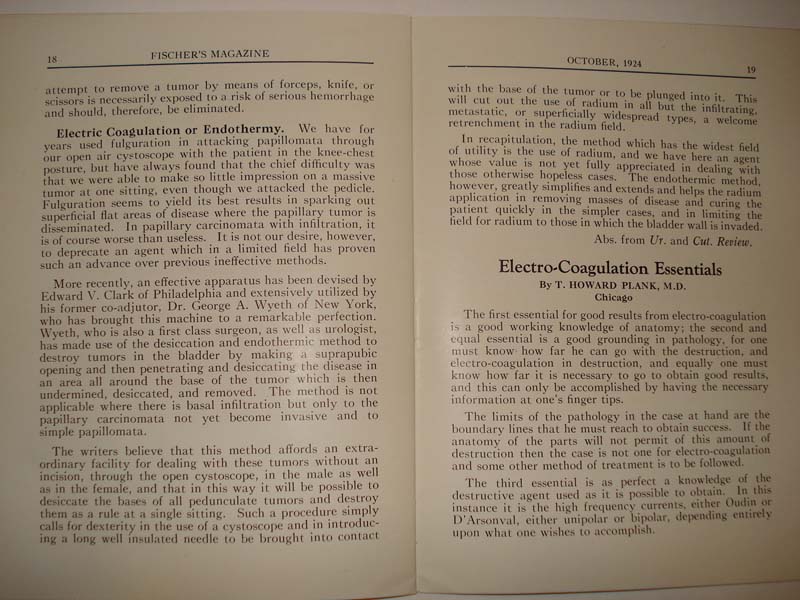 18
FISCHER'S MAGAZINE
attempt to remove a tumor by means of forceps, knife, or
scissors is necessarily exposed to a risk of serious hemorrhage
and should, therefore, be eliminated.
Electric Coagulation or Endothermy. We have for
years used fulguration in attacking papillomata through
our open air cystoscope with the patient in the knee-chest
posture, but have always found that the chief difficulty was
that we were able to make so little impression on a massive
tumor at one sitting, even though we attacked the pedicle.
Fulguration seems to yield its best results in sparking out
superficial flat areas of disease where the papillary tumor is
disseminated. In papillary carcinomata with infiltration, it
is of course worse than useless. It is not our desire, however,
to deprecate an agent which in a limited field has proven
such an advance over previous ineffective methods.
More recently, an effective apparatus has been devised by
Edward V. Clark of Philadelphia and extensively utilized by
his former co-adjutor, Dr. George A. Wyeth of New York,
who has brought this machine to a remarkable perfection.
Wyeth, who is also a first class surgeon, as well as urologist,
has made use of the desiccation and endothermic method to
destroy tumors in the bladder by making a suprapubic
opening and then penetrating and desiccating the disease in
an area all around the base of the tumor which is then
undermined, desiccated, and removed. The method is not
applicable where there is basal infiltration but only to the
papillary carcinomata not yet become invasive and to
simple papillomata.
The writers believe that this method affords an extra-
ordinary facility for dealing with these tumors without an
incision, through the open cystoscope, in the male as well
as in the female, and that in this way it will be possible to
desiccate the bases of all pedunculate tumors and destroy
them as a rule at a single sitting. Such a procedure simply
calls for dexterity in the use of a cystoscope and in introduc-
ing a long well insulated needle to be brought into contact
OCTOBER, 1924
19
with the base of the tumor or to be plunged into it. This
will cut out the use of radium in all but the infiltrating,
metastatic, or superficially widespread types, a welcome
retrenchment in the radium field.
In recapitulation, the method which has the widest field
of utility is the use of radium, and we have here an agent
whose value is not yet fully appreciated in dealing with
those otherwise hopeless cases. The endothermic method,
however, greatly simplifies and extends and helps the radium
application in removing masses of disease and curing the
patient quickly in the simpler cases, and in limiting the
field for radium to those in which the bladder wall is invaded.
Abs. from Ur. and Cut. Review.
Electro-Coagulation Essentials
By T. HOWARD PLANK, M.D.
Chicago
The first essential for good results from electro-coagulation
is a good working knowledge of anatomy; the second and
equal essential is a good grounding in pathology, for one
must know how far he can go with the destruction, and
electro-coagulation in destruction, and equally one must
know how far it is necessary to go to obtain good results,
and this can only be accomplished by having the necessary
information at one's finger tips.
The limits of the pathology in the case at hand are the
boundary lines that he must reach to obtain success. If the
anatomy of the parts will not permit of this amount of
destruction then the case is not one for electro-coagulation
and some other method of treatment is to be followed.
The third essential is as perfect a knowledge of the
destructive agent used as it is possible to obtain. In this
instance it is the high frequency currents, either Oudin or
D'Arsonval, either unipolar or bipolar, depending entirely
upon what one wishes to accomplish.